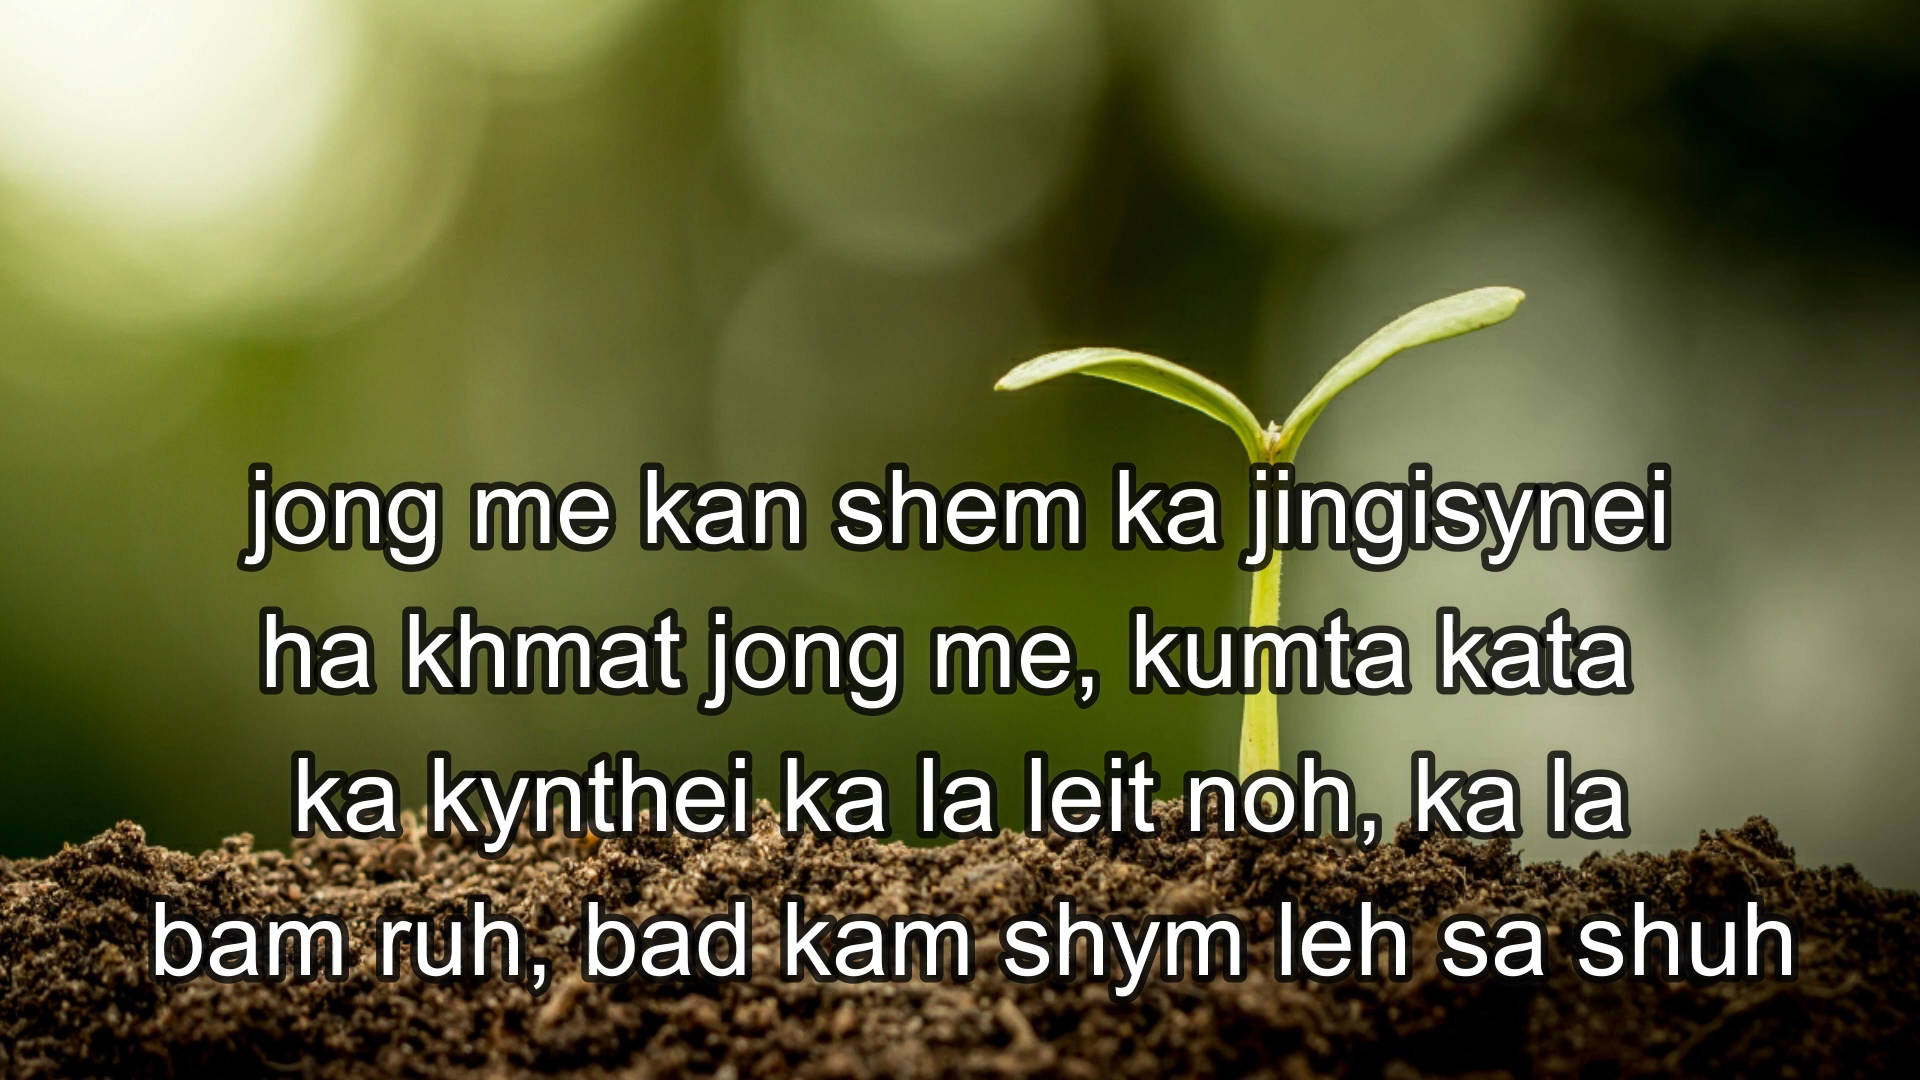 jong me kan shem ka jingisynei
ha khmat jong me, kumta kata
ka kynthei ka la leit noh, ka la
bam ruh, bad kam shym leh sa shuh